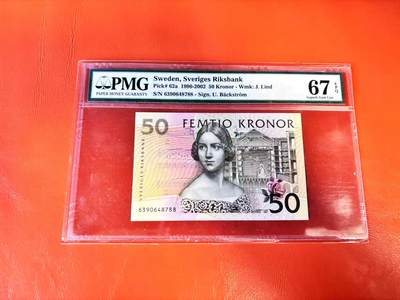 PMG
PAPER MONEY GUARANTY
Sweden, Sveriges Riksbank
Pick# 62a 1996-2002 50 Kronor - Wmk: J. Lind
S/N 6390648788 - Sign. U. Bäckström
67 EPQ
Superb Gem Unc
50
FEMTIO KRONOR
SVERIGES RIKSBANK
6390648788
50